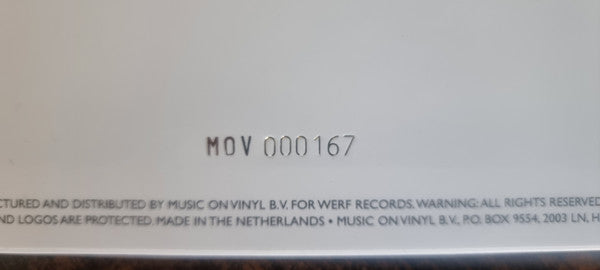 MOV 000167
CTURED AND DISTRIBUTED BY MUSIC ON VINYL B.V. FOR WERF RECORDS. WARNING: ALL RIGHTS RESERVED
ND LOGOS ARE PROTECTED. MADE IN THE NETHERLANDS • MUSIC ON VINYL B.V., P.O. BOX 9554, 2003 LN, H